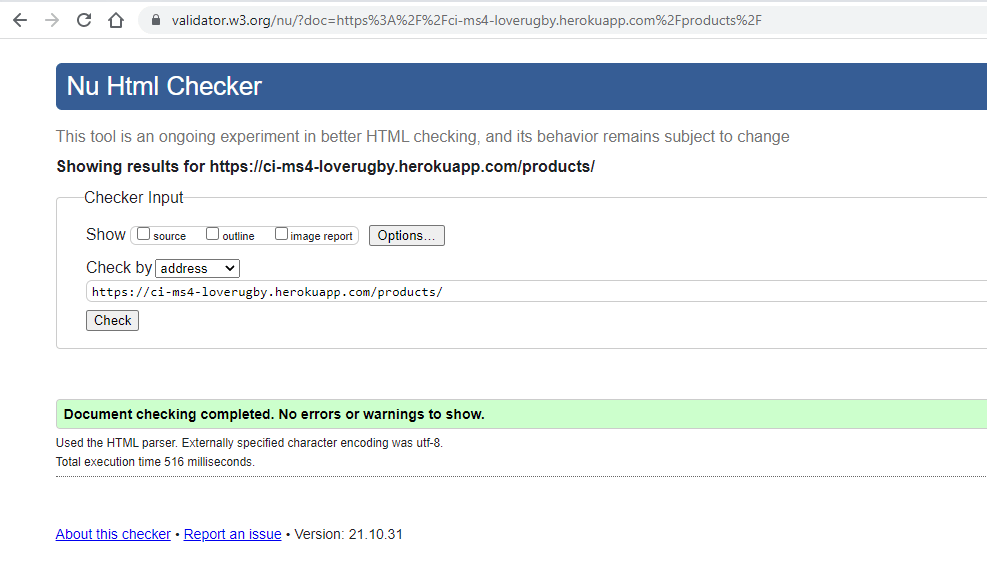 validator.w3.org/nu/?doc=https%3A%2F%2Fci-ms4-loverugby.herokuapp.com%2Fproducts%2F
Nu Html Checker
This tool is an ongoing experiment in better HTML checking, and its behavior remains subject to change
Showing results for https://ci-ms4-loverugby.herokuapp.com/products/
Checker Input
Show source outline image report Options...
Check by address
https://ci-ms4-loverugby.herokuapp.com/products/
Check
Document checking completed. No errors or warnings to show.
Used the HTML parser. Externally specified character encoding was utf-8.
Total execution time 516 milliseconds.
About this checker • Report an issue • Version: 21.10.31